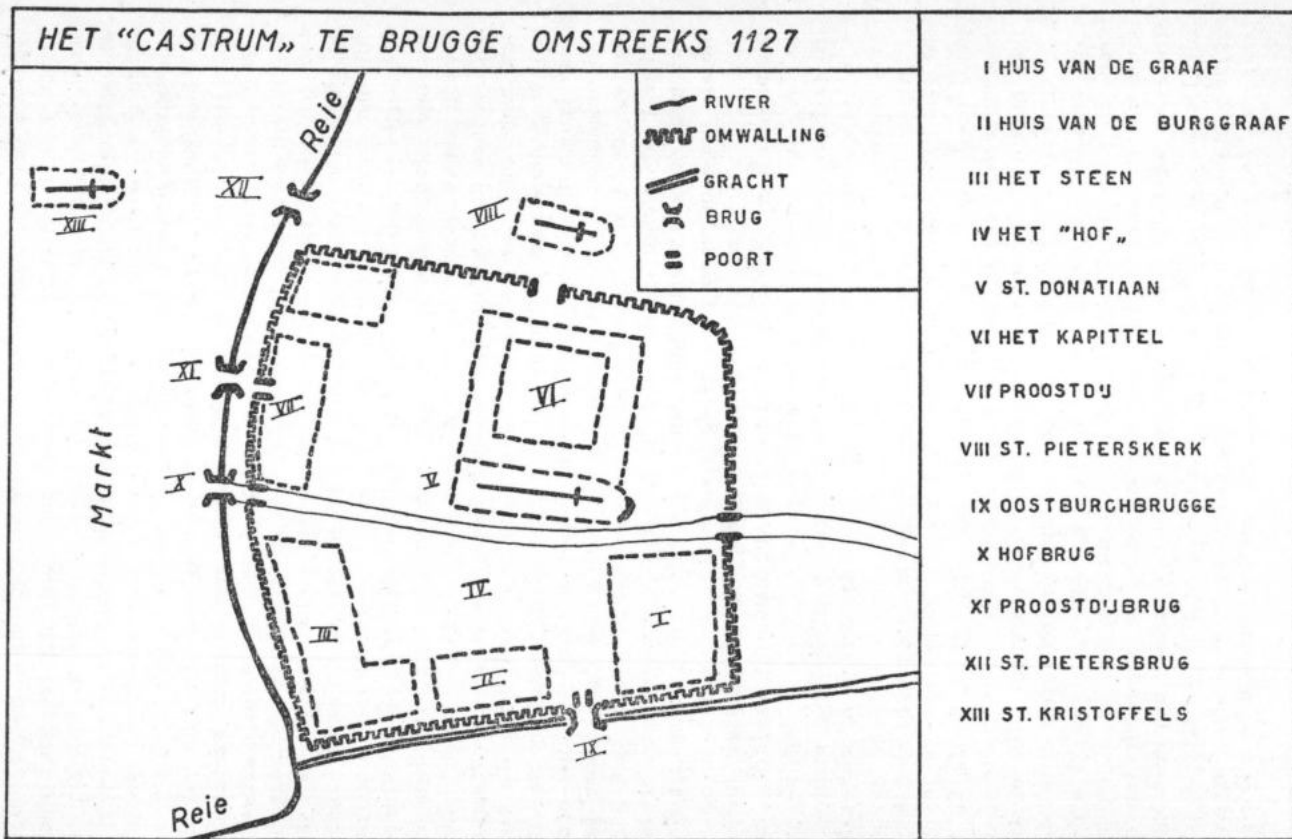 HET “CASTRUM„ TE BRUGGE OMSTREEKS 1127
RIVIER
OMWALLING
GRACHT
BRUG
POORT
Reie
XII
XIII
VIII
XI
VII
VI
Markt
X
V
IV
III
I
II
IX
Reie
I HUIS VAN DE GRAAF
II HUIS VAN DE BURGGRAAF
III HET STEEN
IV HET "HOF„
V ST. DONATIAAN
VI HET KAPITTEL
VII PROOSTDIJ
VIII ST. PIETERSKERK
IX OOSTBURCHBRUGGE
X HOFBRUG
XI PROOSTDIJBRUG
XII ST. PIETERSBRUG
XIII ST. KRISTOFFELS